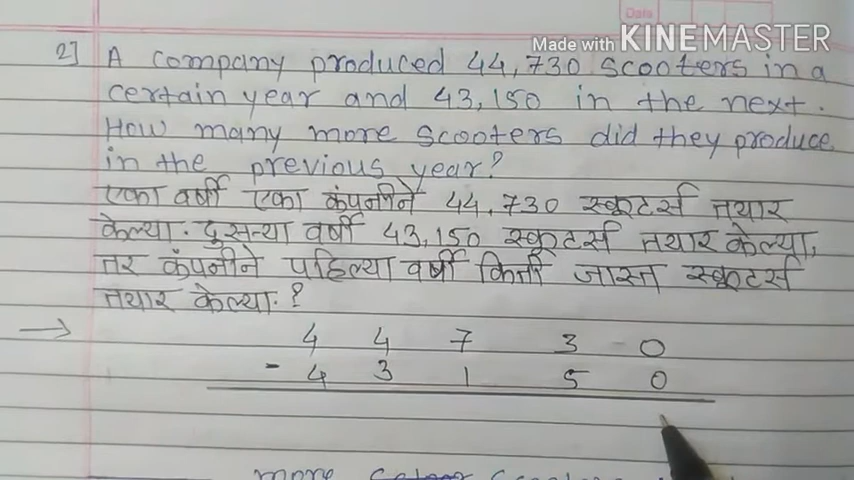 Date
Made with KINEMASTER
2] A company produced 44,730 scooters in a
certain year and 43,150 in the next.
How many more scooters did they produce
in the previous year?
एका वर्षी एका कंपनीने 44,730 स्कूटर्स तयार
केल्या. दुसऱ्या वर्षी 43,150 स्कूटर्स तयार केल्या,
तर कंपनीने पहिल्या वर्षी किती जास्त स्कूटर्स
तयार केल्या.?
→ 4 4 7 3 0
- 4 3 1 5 0
more